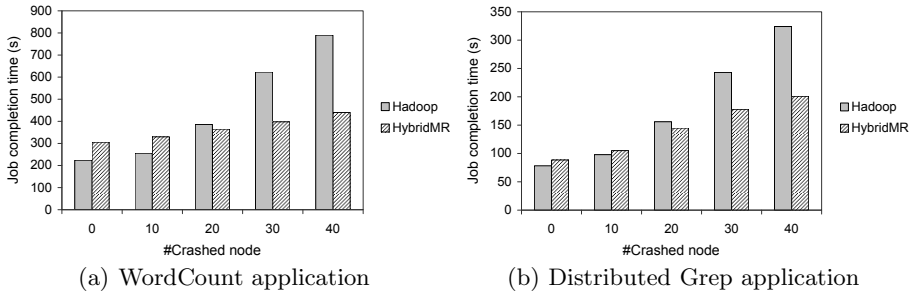 Job completion time (s)
900
800
700
600
500
400
300
200
100
0
0 10 20 30 40
#Crashed node
Hadoop
HybridMR
(a) WordCount application
Job completion time (s)
350
300
250
200
150
100
50
0
0 10 20 30 40
#Crashed node
Hadoop
HybridMR
(b) Distributed Grep application